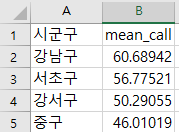 A B
1 시군구 mean_call
2 강남구 60.68942
3 서초구 56.77521
4 강서구 50.29055
5 중구 46.01019